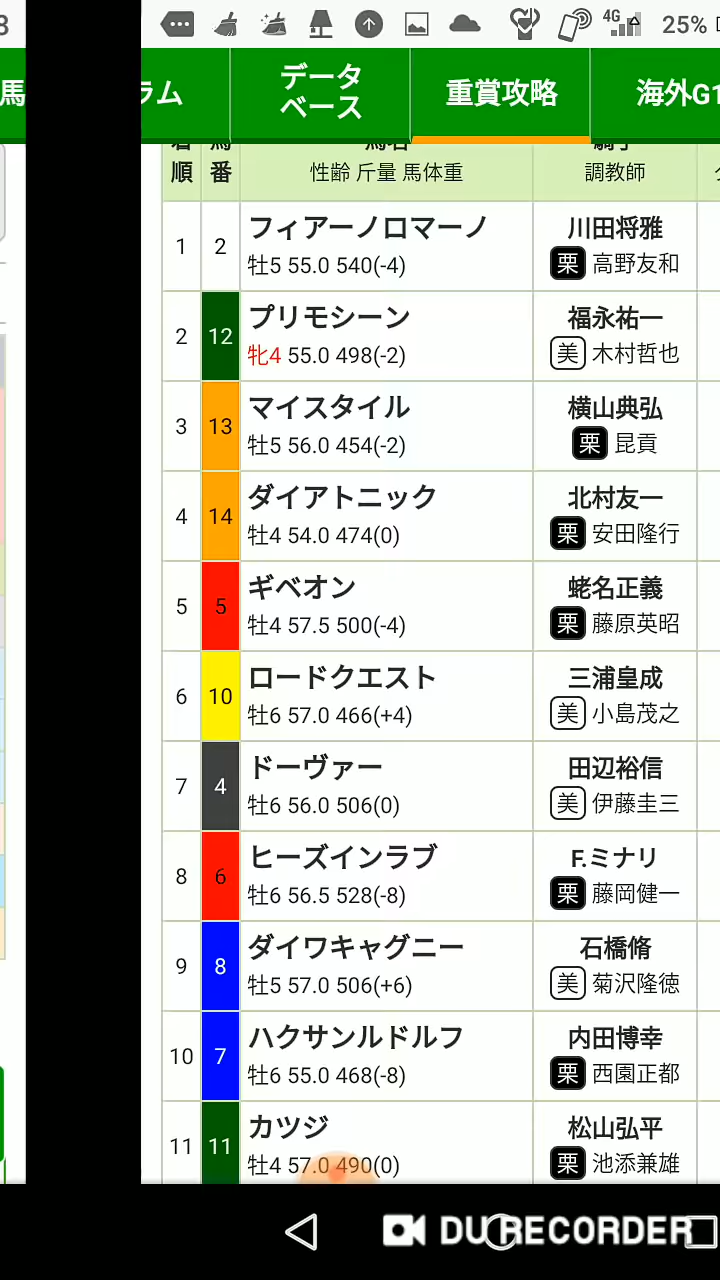 8
4G 25%
馬 ラム データ 重賞攻略 海外G1
ベース
着 馬 馬名 騎手
順 番 性齢 斤量 馬体重 調教師
1 2 フィアーノロマーノ 川田将雅
牡5 55.0 540(-4) 栗 高野友和
2 12 プリモシーン 福永祐一
牝4 55.0 498(-2) 美 木村哲也
3 13 マイスタイル 横山典弘
牡5 56.0 454(-2) 栗 昆貢
4 14 ダイアトニック 北村友一
牡4 54.0 474(0) 栗 安田隆行
5 5 ギベオン 蛯名正義
牡4 57.5 500(-4) 栗 藤原英昭
6 10 ロードクエスト 三浦皇成
牡6 57.0 466(+4) 美 小島茂之
7 4 ドーヴァー 田辺裕信
牡6 56.0 506(0) 美 伊藤圭三
8 6 ヒーズインラブ F.ミナリ
牡6 56.5 528(-8) 栗 藤岡健一
9 8 ダイワキャグニー 石橋脩
牡5 57.0 506(+6) 美 菊沢隆徳
10 7 ハクサンルドルフ 内田博幸
牡6 55.0 468(-8) 栗 西園正都
11 11 カツジ 松山弘平
牡4 57.0 490(0) 栗 池添兼雄
DU RECORDER